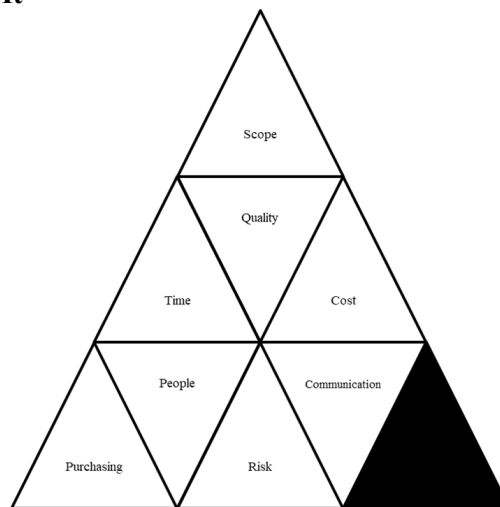 Scope
Quality
Time
Cost
People
Communication
Purchasing
Risk